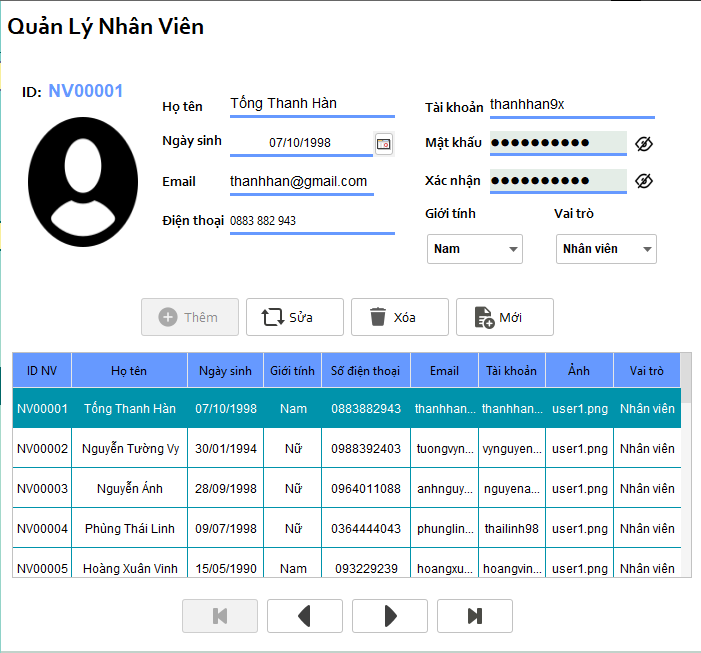 Quản Lý Nhân Viên
ID: NV00001
Họ tên Tống Thanh Hàn
Ngày sinh 07/10/1998
Email thanhhan@gmail.com
Điện thoại 0883 882 943
Tài khoản thanhhan9x
Mật khẩu ●●●●●●●●●●
Xác nhận ●●●●●●●●●●
Giới tính Vai trò
Nam Nhân viên
Thêm Sửa Xóa Mới
ID NV Họ tên Ngày sinh Giới tính Số điện thoại Email Tài khoản Ảnh Vai trò
NV00001 Tống Thanh Hàn 07/10/1998 Nam 0883882943 thanhhan... thanhhan... user1.png Nhân viên
NV00002 Nguyễn Tường Vy 30/01/1994 Nữ 0988392403 tuongvyn... vynguyen... user1.png Nhân viên
NV00003 Nguyễn Ánh 28/09/1998 Nữ 0964011088 anhnguy... nguyena... user1.png Nhân viên
NV00004 Phùng Thái Linh 09/07/1998 Nữ 0364444043 phunglin... thailinh98 user1.png Nhân viên
NV00005 Hoàng Xuân Vinh 15/05/1990 Nam 093229239 hoangxu... hoangvin... user1.png Nhân viên